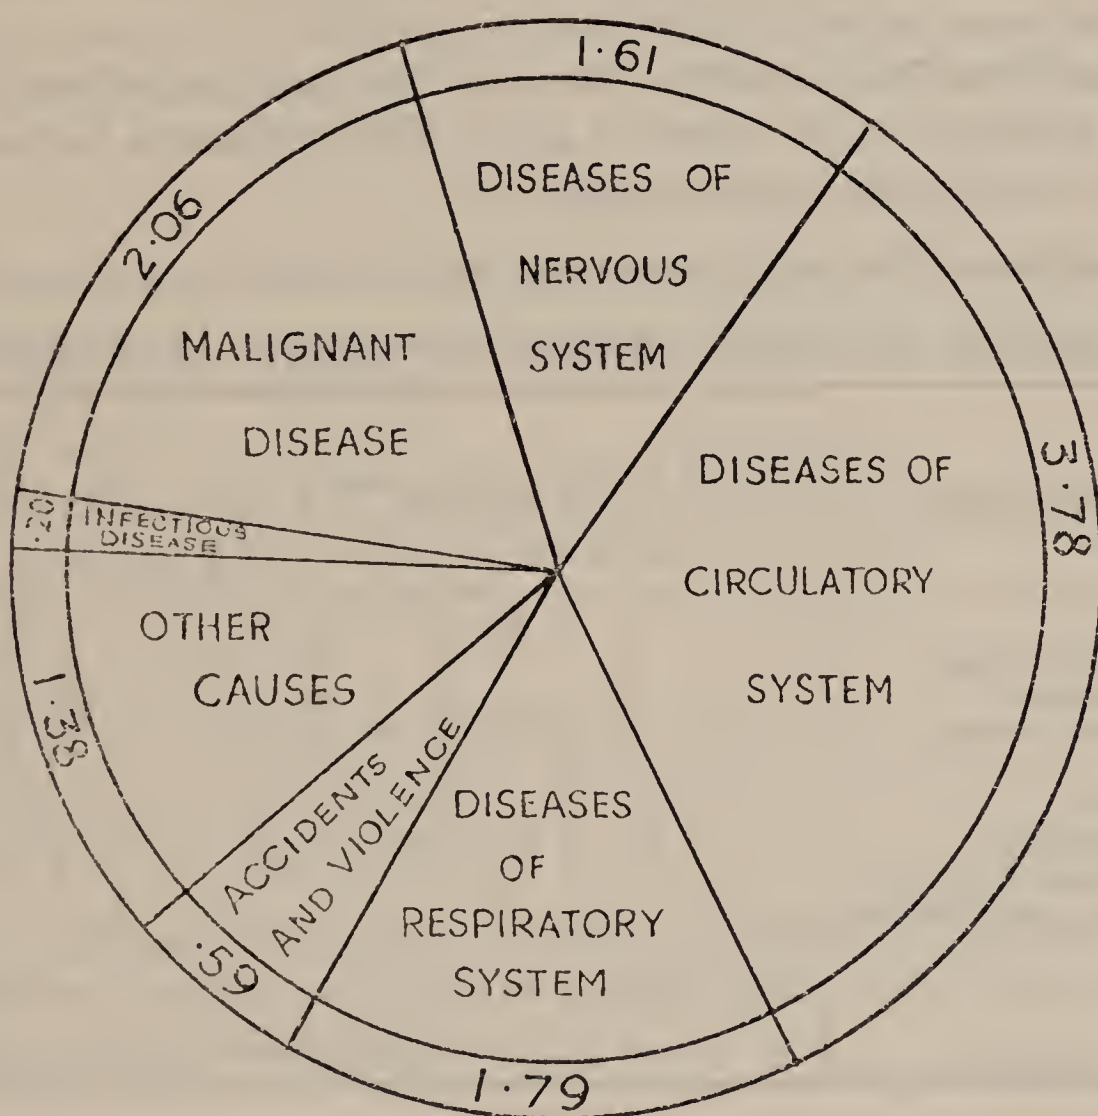 1·61
DISEASES OF
NERVOUS
SYSTEM
3·78
DISEASES OF
CIRCULATORY
SYSTEM
1·79
DISEASES
OF
RESPIRATORY
SYSTEM
·59
ACCIDENTS
AND VIOLENCE
1·38
OTHER
CAUSES
·20
INFECTIOUS
DISEASE
2·06
MALIGNANT
DISEASE